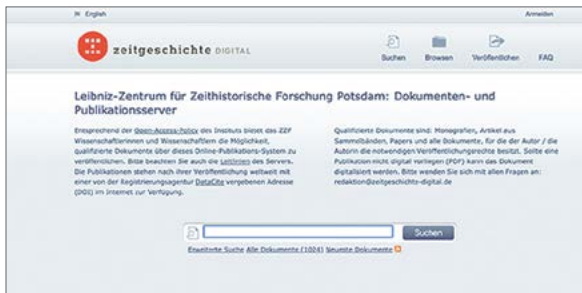 In English
Anmelden
zeitgeschichte DIGITAL
Suchen
Browsen
Veröffentlichen
FAQ
Leibniz-Zentrum für Zeithistorische Forschung Potsdam: Dokumenten- und
Publikationsserver
Entsprechend der Open-Access-Policy des Instituts bietet das ZZF
Wissenschaftlerinnen und Wissenschaftlern die Möglichkeit,
qualifizierte Dokumente über dieses Online-Publikations-System zu
veröffentlichen. Bitte beachten Sie auch die Leitlinien des Servers.
Die Publikationen stehen nach ihrer Veröffentlichung weltweit mit
einer von der Registrierungsagentur DataCite vergebenen Adresse
(DOI) im Internet zur Verfügung.
Qualifizierte Dokumente sind: Monografien, Artikel aus
Sammelbänden, Papers und alle Dokumente, für die der Autor / die
Autorin die notwendigen Veröffentlichungsrechte besitzt. Sollte eine
Publikation nicht digital vorliegen (PDF) kann das Dokument
digitalisiert werden. Bitte wenden Sie sich mit allen Fragen an:
redaktion@zeitgeschichte-digital.de
Suchen
Erweiterte Suche Alle Dokumente (1024) Neueste Dokumente